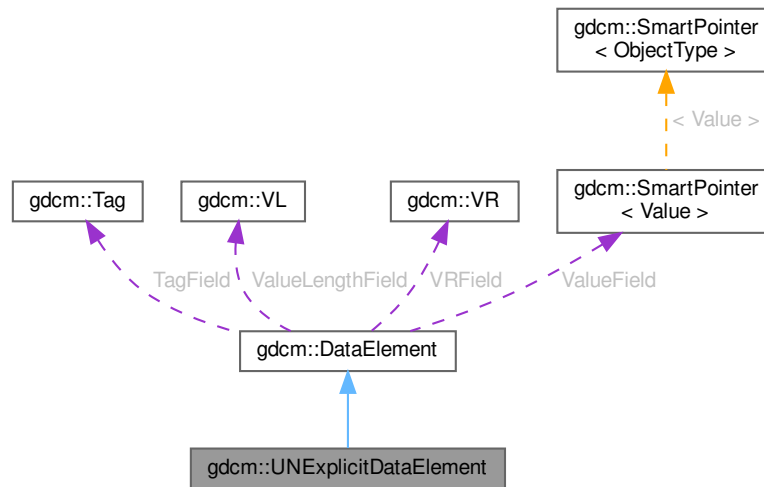 gdcm::SmartPointer
< ObjectType >
< Value >
gdcm::Tag
gdcm::VL
gdcm::VR
gdcm::SmartPointer
< Value >
TagField
ValueLengthField
VRField
ValueField
gdcm::DataElement
gdcm::UNExplicitDataElement